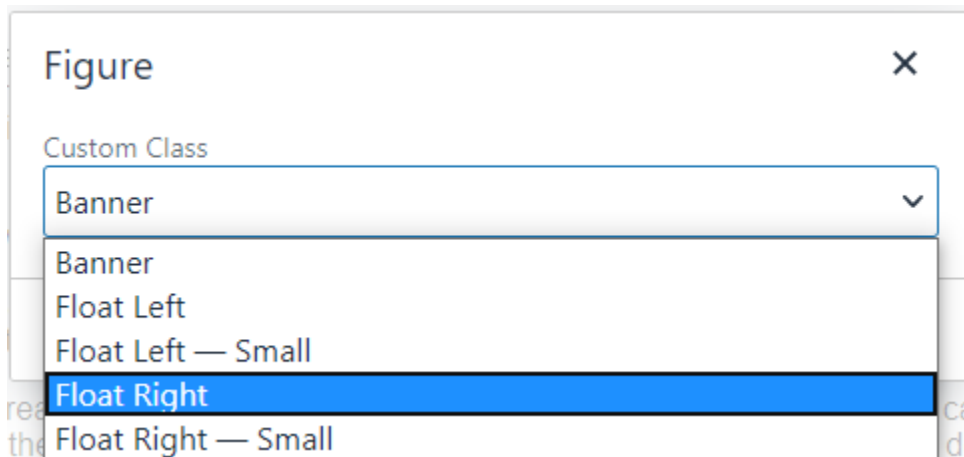 Figure
Custom Class
Banner
Banner
Float Left
Float Left — Small
Float Right
Float Right — Small